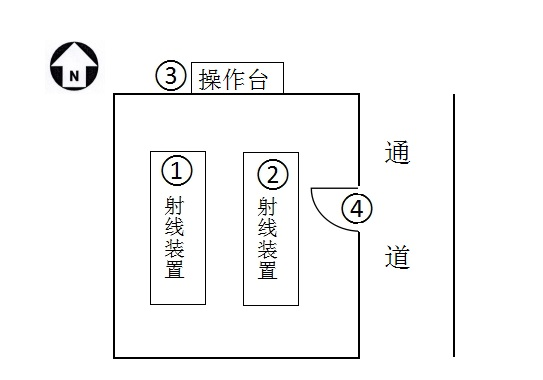 N
③ 操作台
① 射线装置
② 射线装置
④
通道